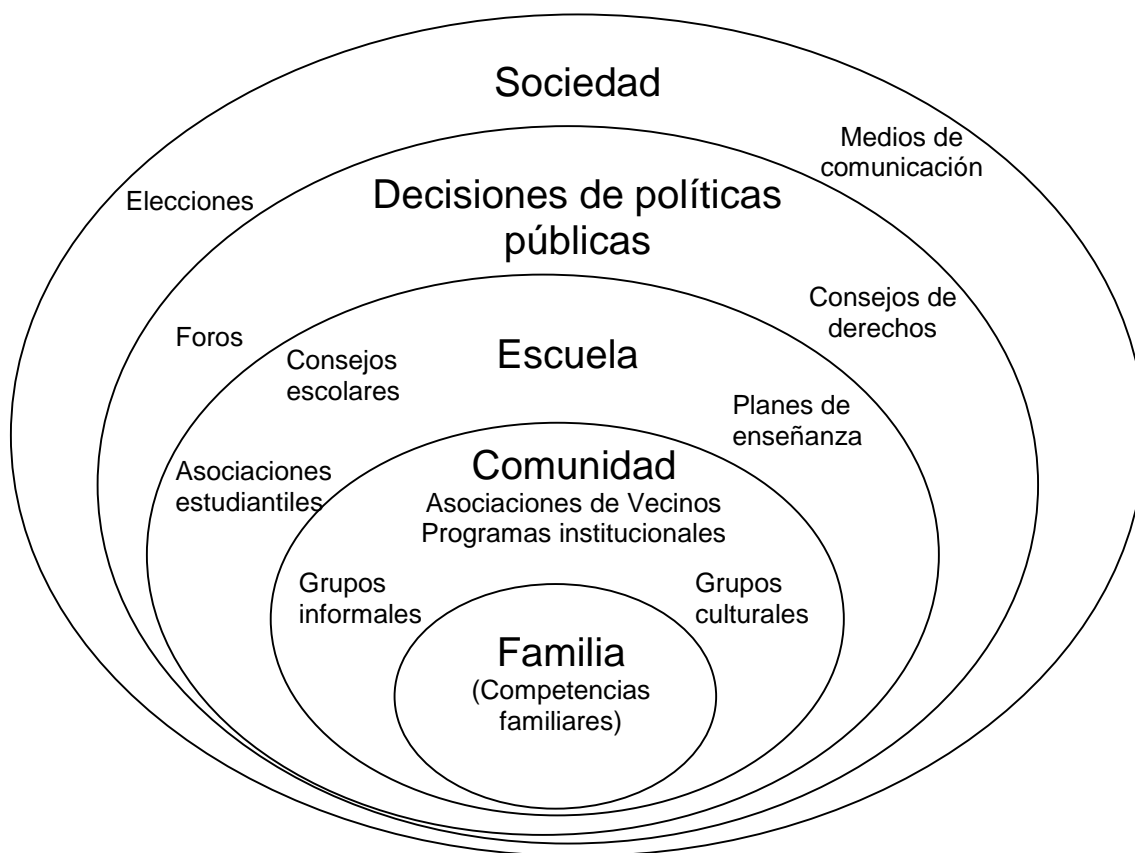 Sociedad
Medios de
comunicación
Elecciones
Decisiones de políticas
públicas
Consejos de
derechos
Foros
Consejos
escolares
Escuela
Planes de
enseñanza
Asociaciones
estudiantiles
Comunidad
Asociaciones de Vecinos
Programas institucionales
Grupos
informales
Grupos
culturales
Familia
(Competencias
familiares)